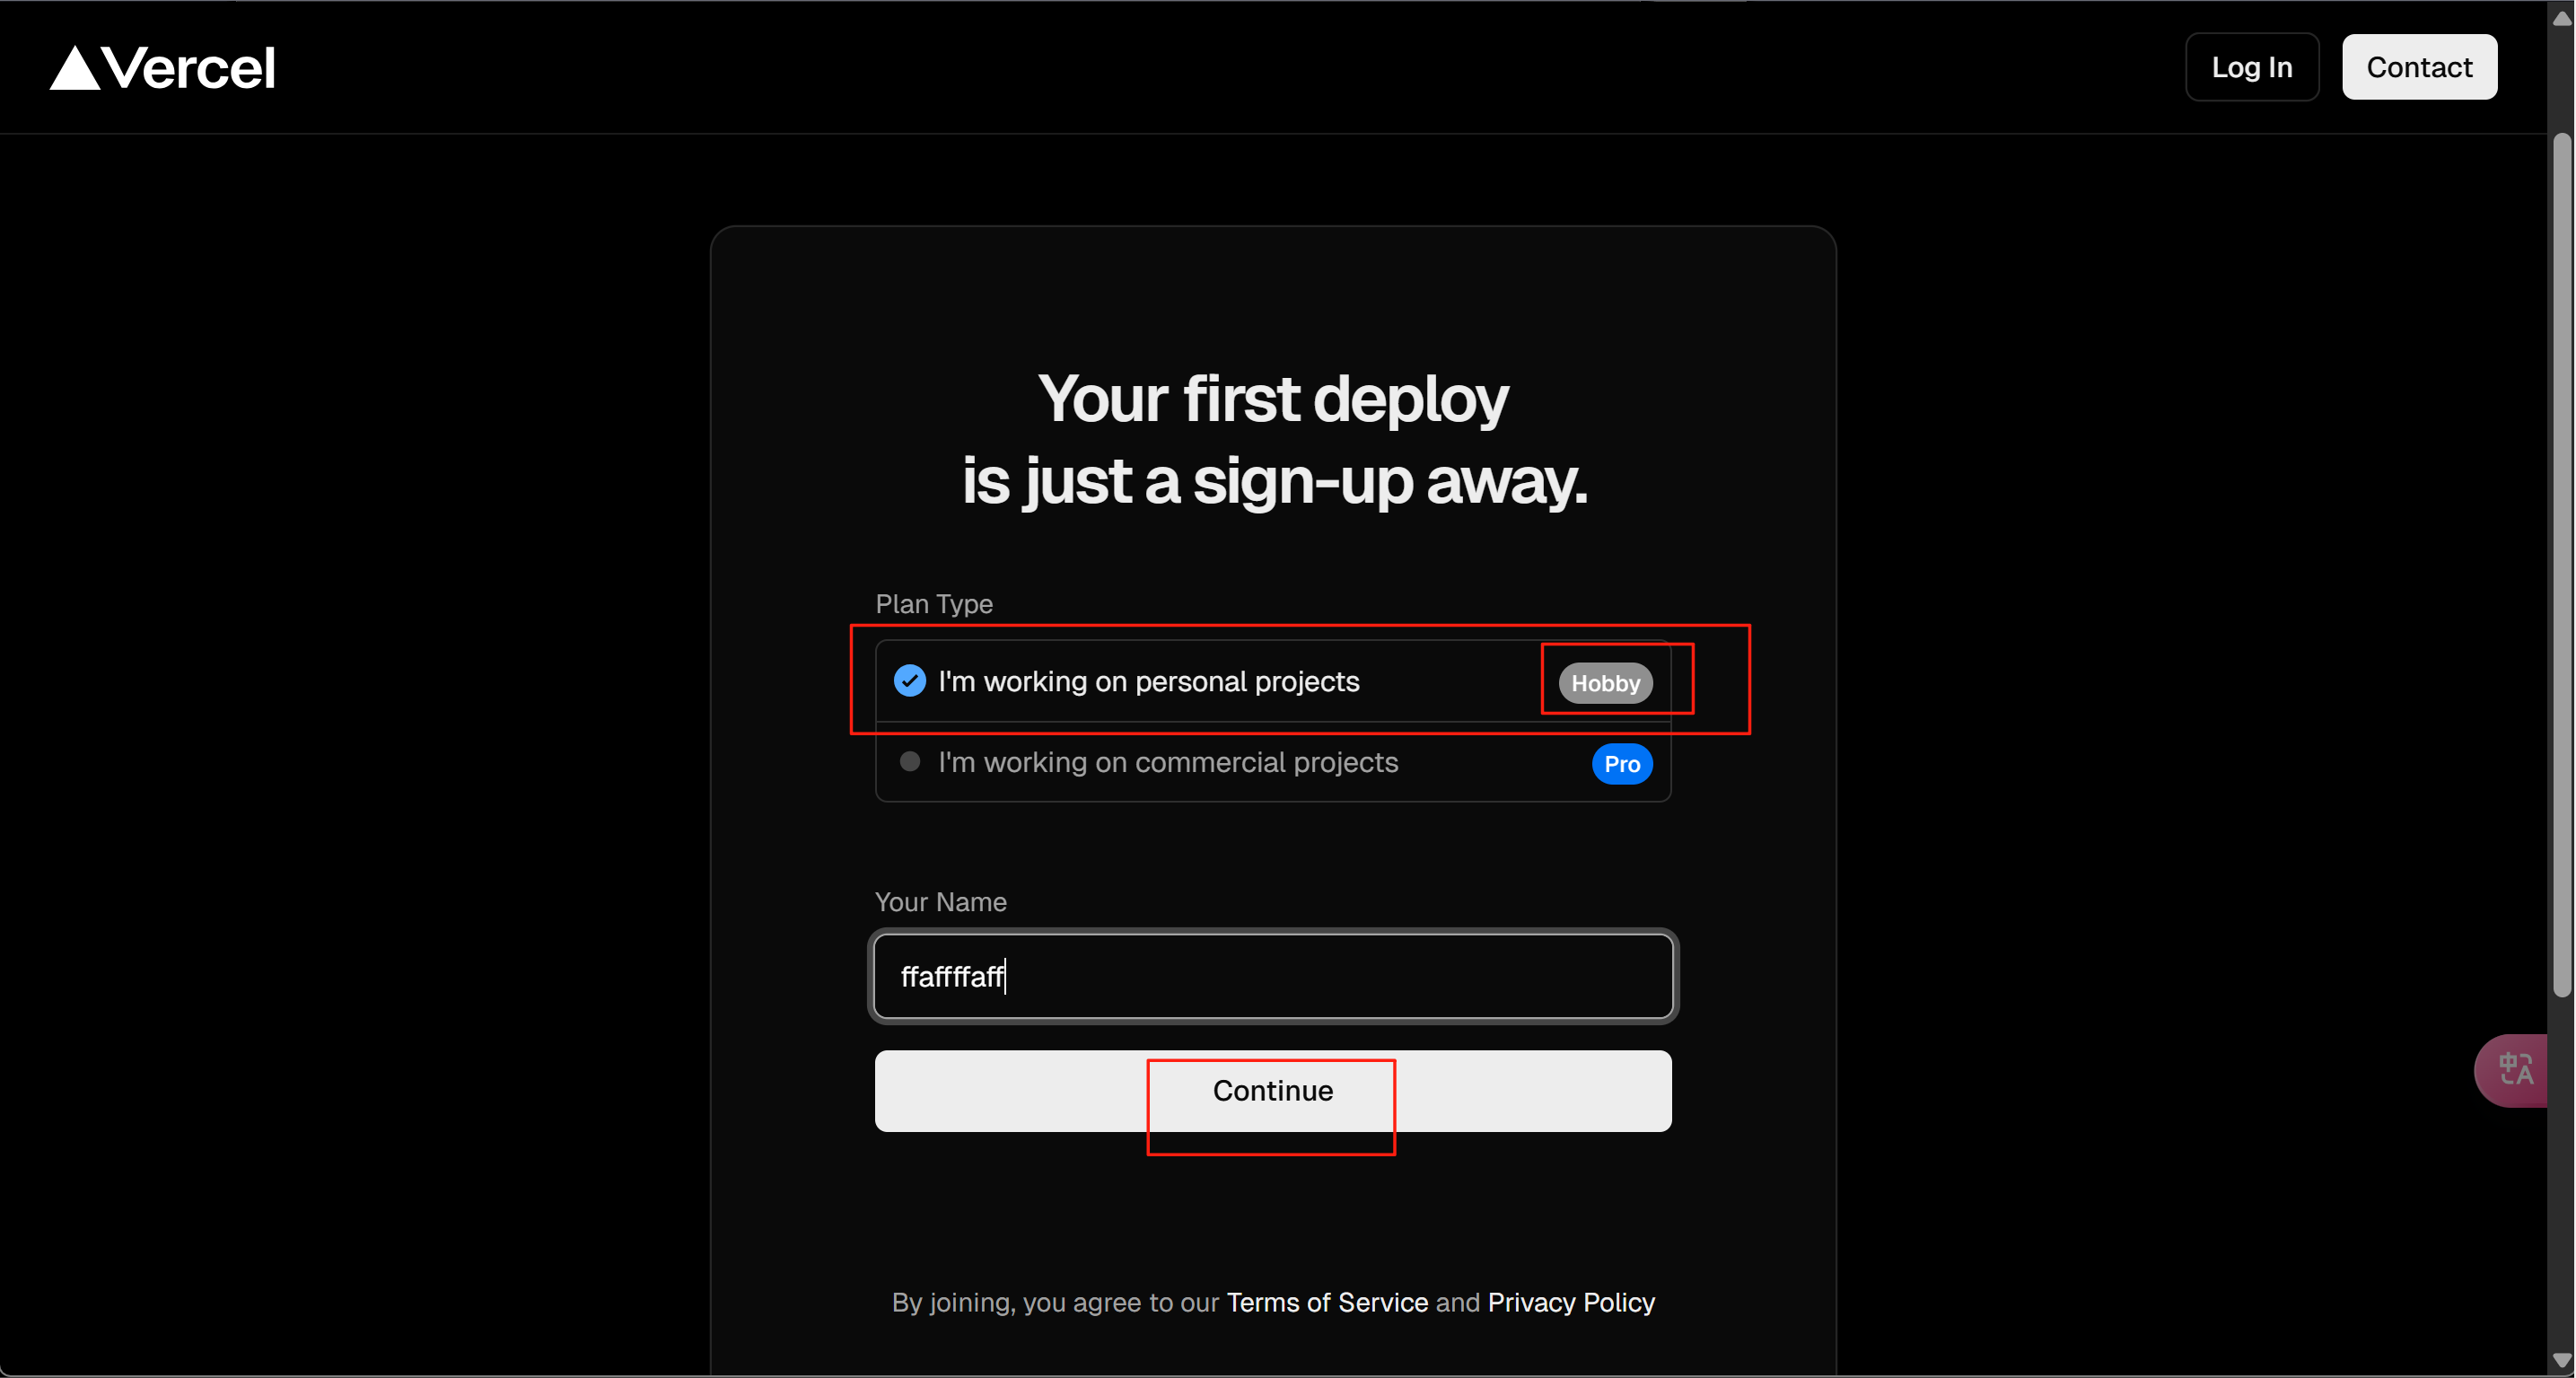 Vercel
Log In
Contact
Your first deploy
is just a sign-up away.
Plan Type
I'm working on personal projects
Hobby
I'm working on commercial projects
Pro
Your Name
ffaffffaff
Continue
By joining, you agree to our Terms of Service and Privacy Policy
中A